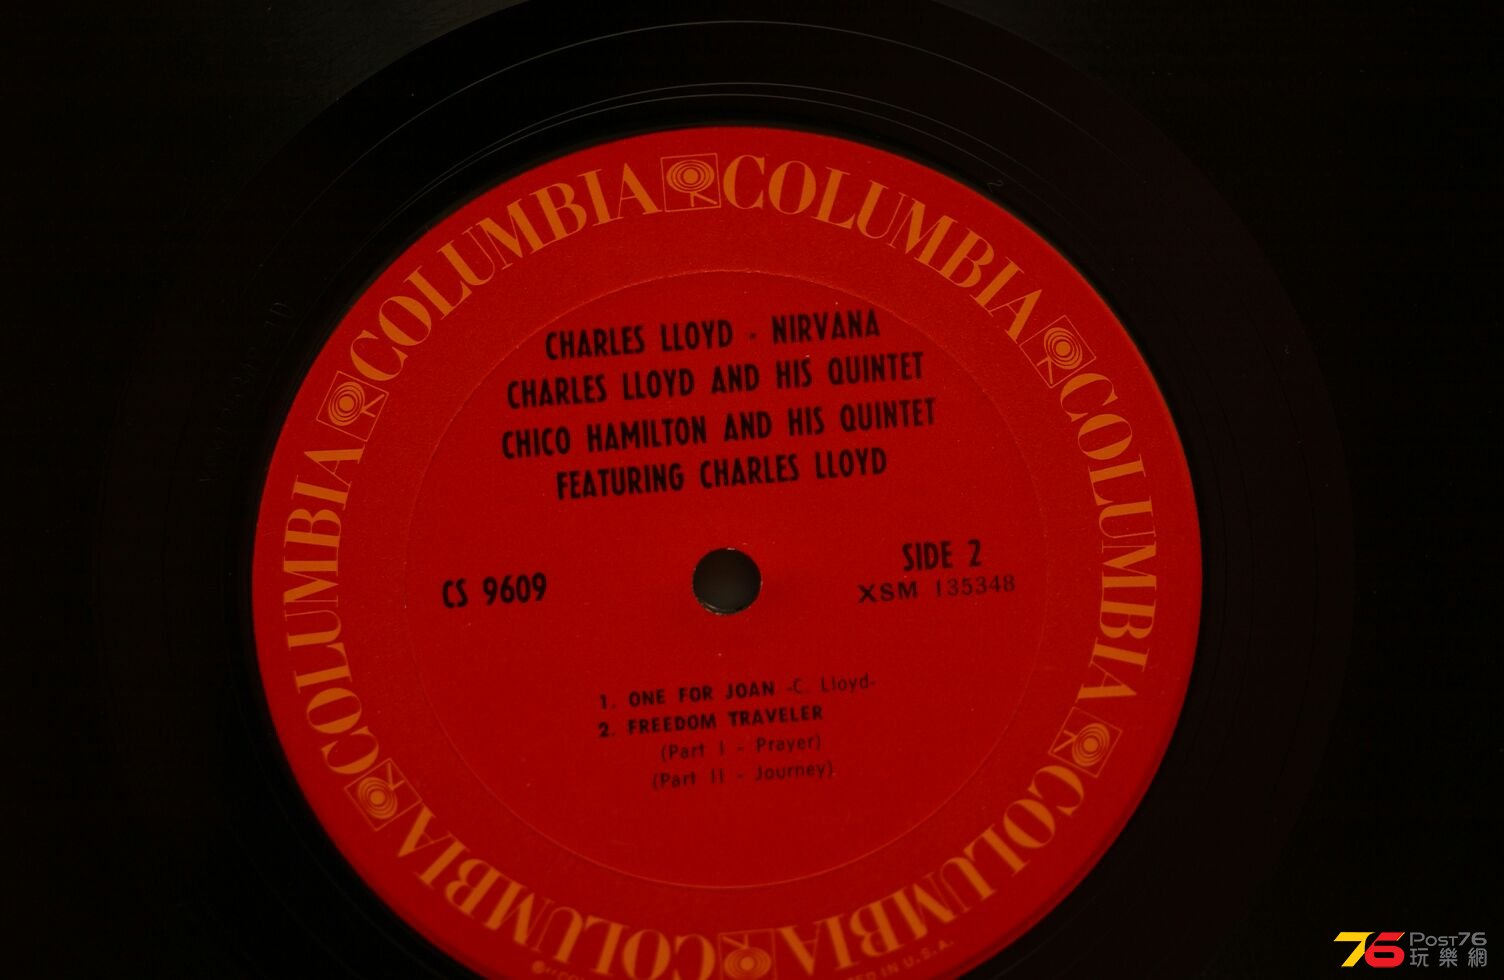 COLUMBIA COLUMBIA COLUMBIA COLUMBIA COLUMBIA COLUMBIA
CHARLES LLOYD - NIRVANA
CHARLES LLOYD AND HIS QUINTET
CHICO HAMILTON AND HIS QUINTET
FEATURING CHARLES LLOYD
CS 9609
SIDE 2
XSM 135348
1. ONE FOR JOAN -C. Lloyd-
2. FREEDOM TRAVELER
(Part I - Prayer)
(Part II - Journey)
IN U.S.A.
76 POST76
玩樂網